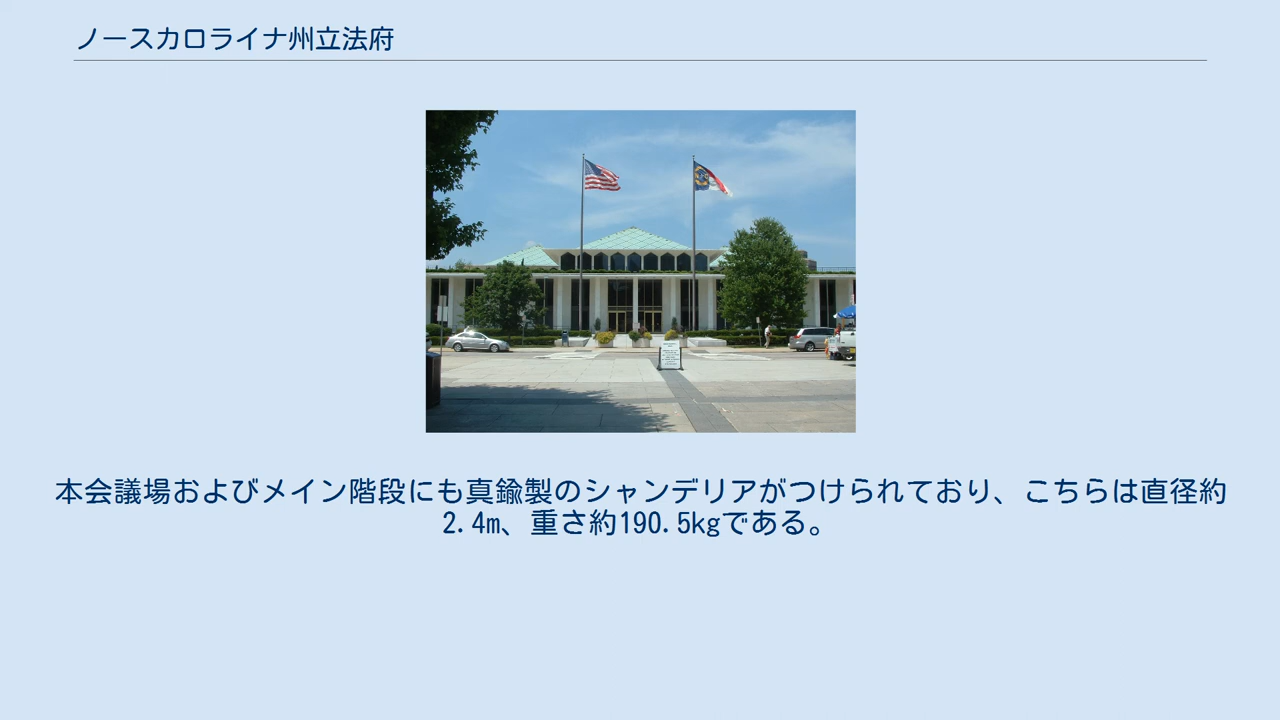 ノースカロライナ州立法府
本会議場およびメイン階段にも真鍮製のシャンデリアがつけられており、こちらは直径約
2.4m、重さ約190.5kgである。